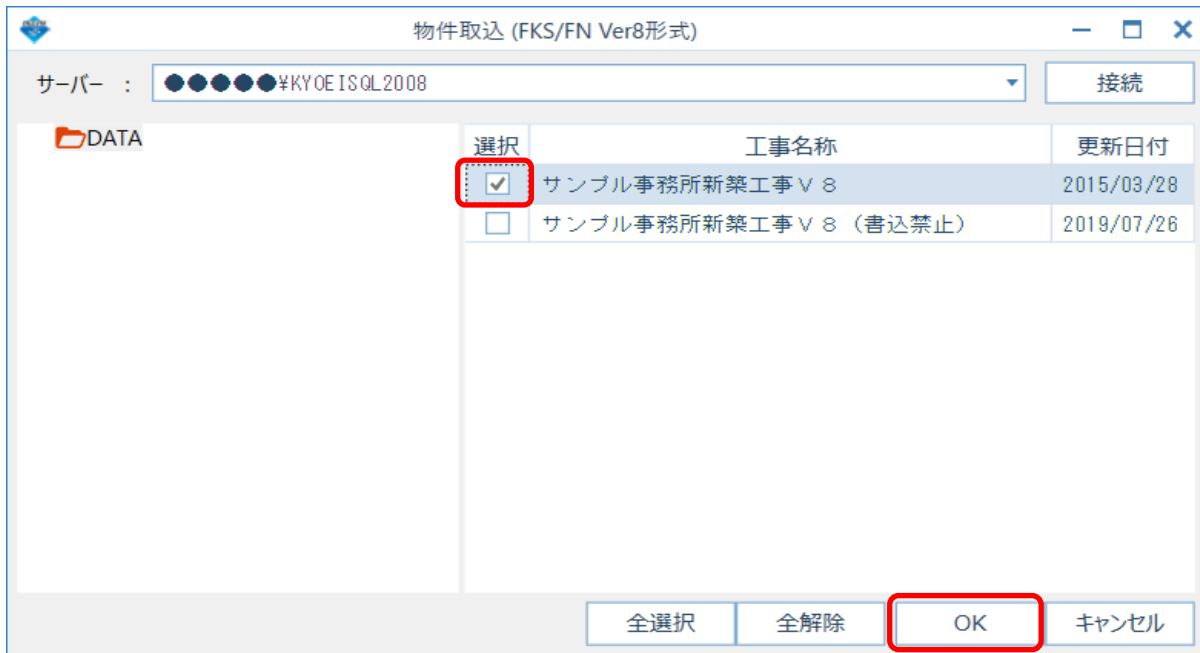 物件取込 (FKS/FN Ver8形式)
サーバー : ●●●●●¥KYOEISQL2008 接続
DATA
選択 工事名称 更新日付
サンプル事務所新築工事Ｖ８ 2015/03/28
サンプル事務所新築工事Ｖ８（書込禁止） 2019/07/26
全選択 全解除 OK キャンセル